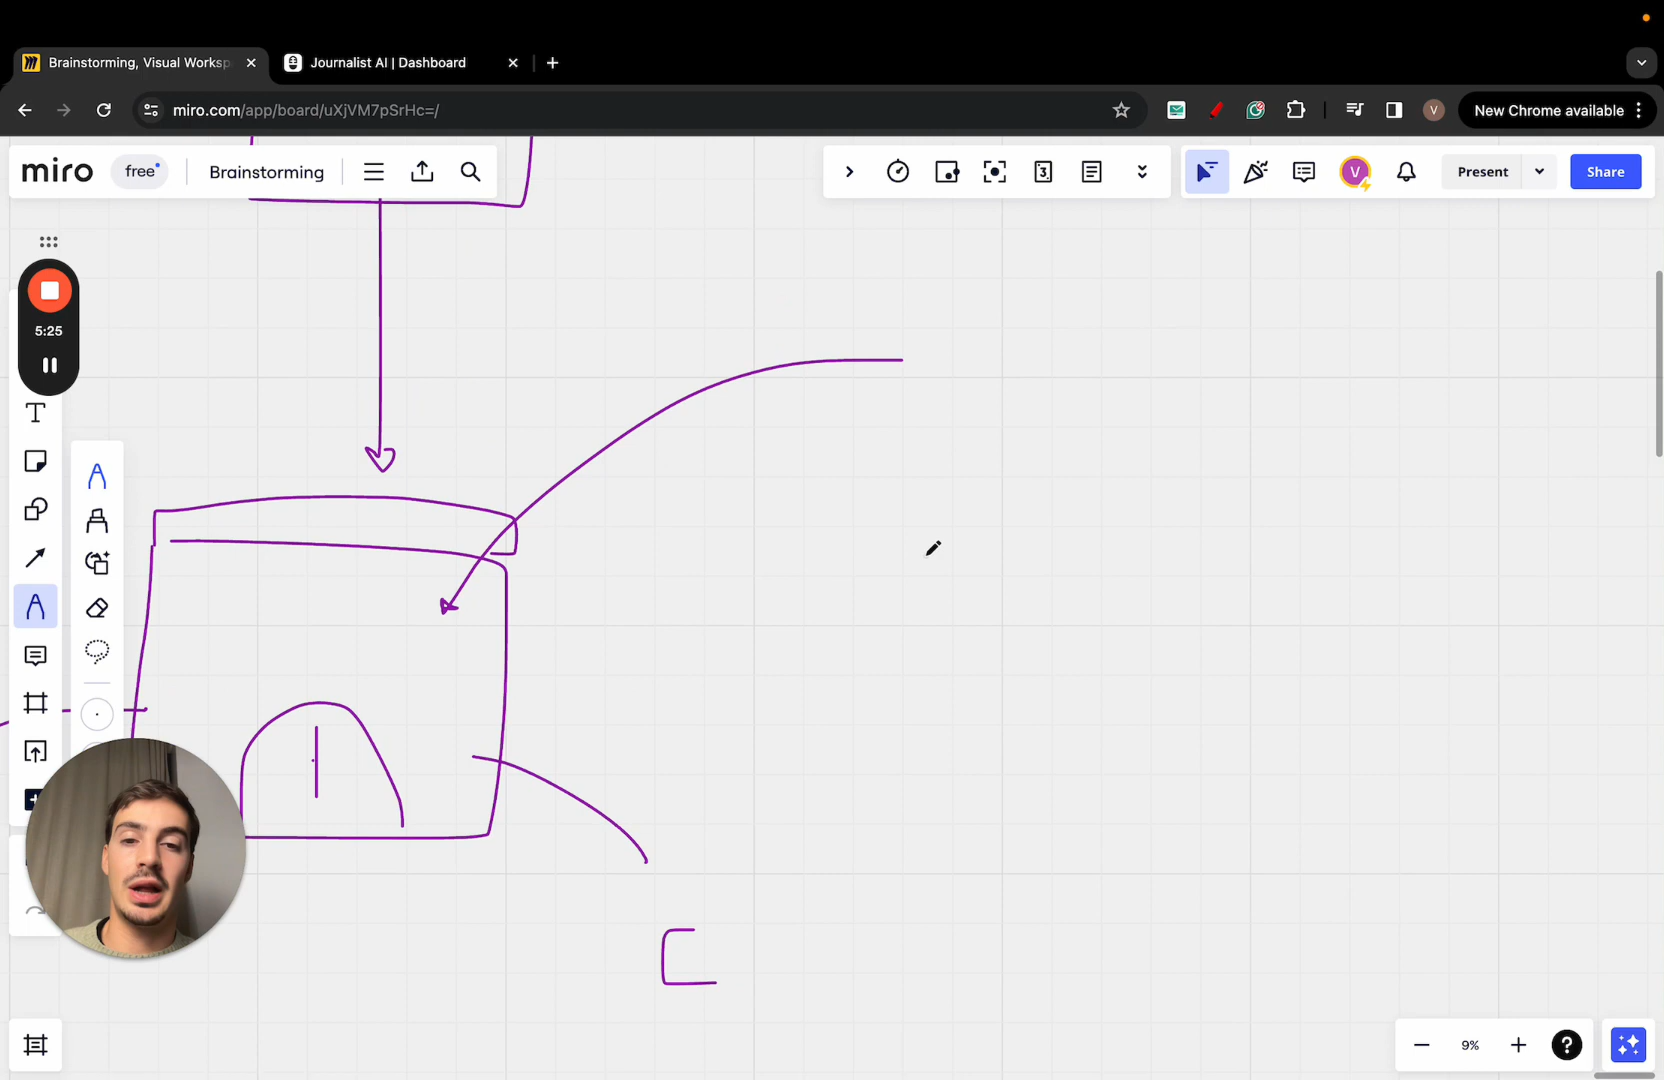 Brainstorming, Visual Worksp
Journalist AI | Dashboard
miro.com/app/board/uXjVM7pSrHc=/
V
New Chrome available
miro
free
Brainstorming
3
V
Present
Share
5:25
T
C
9%
?